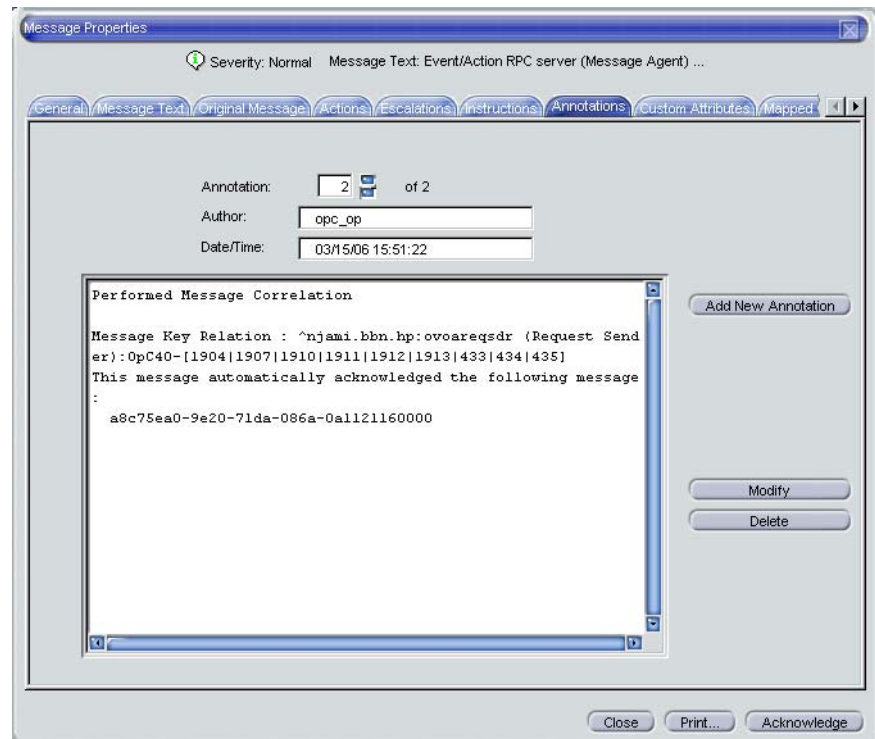 Message Properties
Severity: Normal Message Text: Event/Action RPC server (Message Agent) ...
General Message Text Original Message Actions Escalations Instructions Annotations Custom Attributes Mapped
Annotation: 2 of 2
Author: opc_op
Date/Time: 03/15/06 15:51:22
Performed Message Correlation
Message Key Relation : ^njami.bbn.hp:ovoareqsdr (Request Send
er):OpC40-[1904|1907|1910|1911|1912|1913|433|434|435]
This message automatically acknowledged the following message
:
a8c75ea0-9e20-71da-086a-0a1121160000
Add New Annotation
Modify
Delete
Close Print... Acknowledge